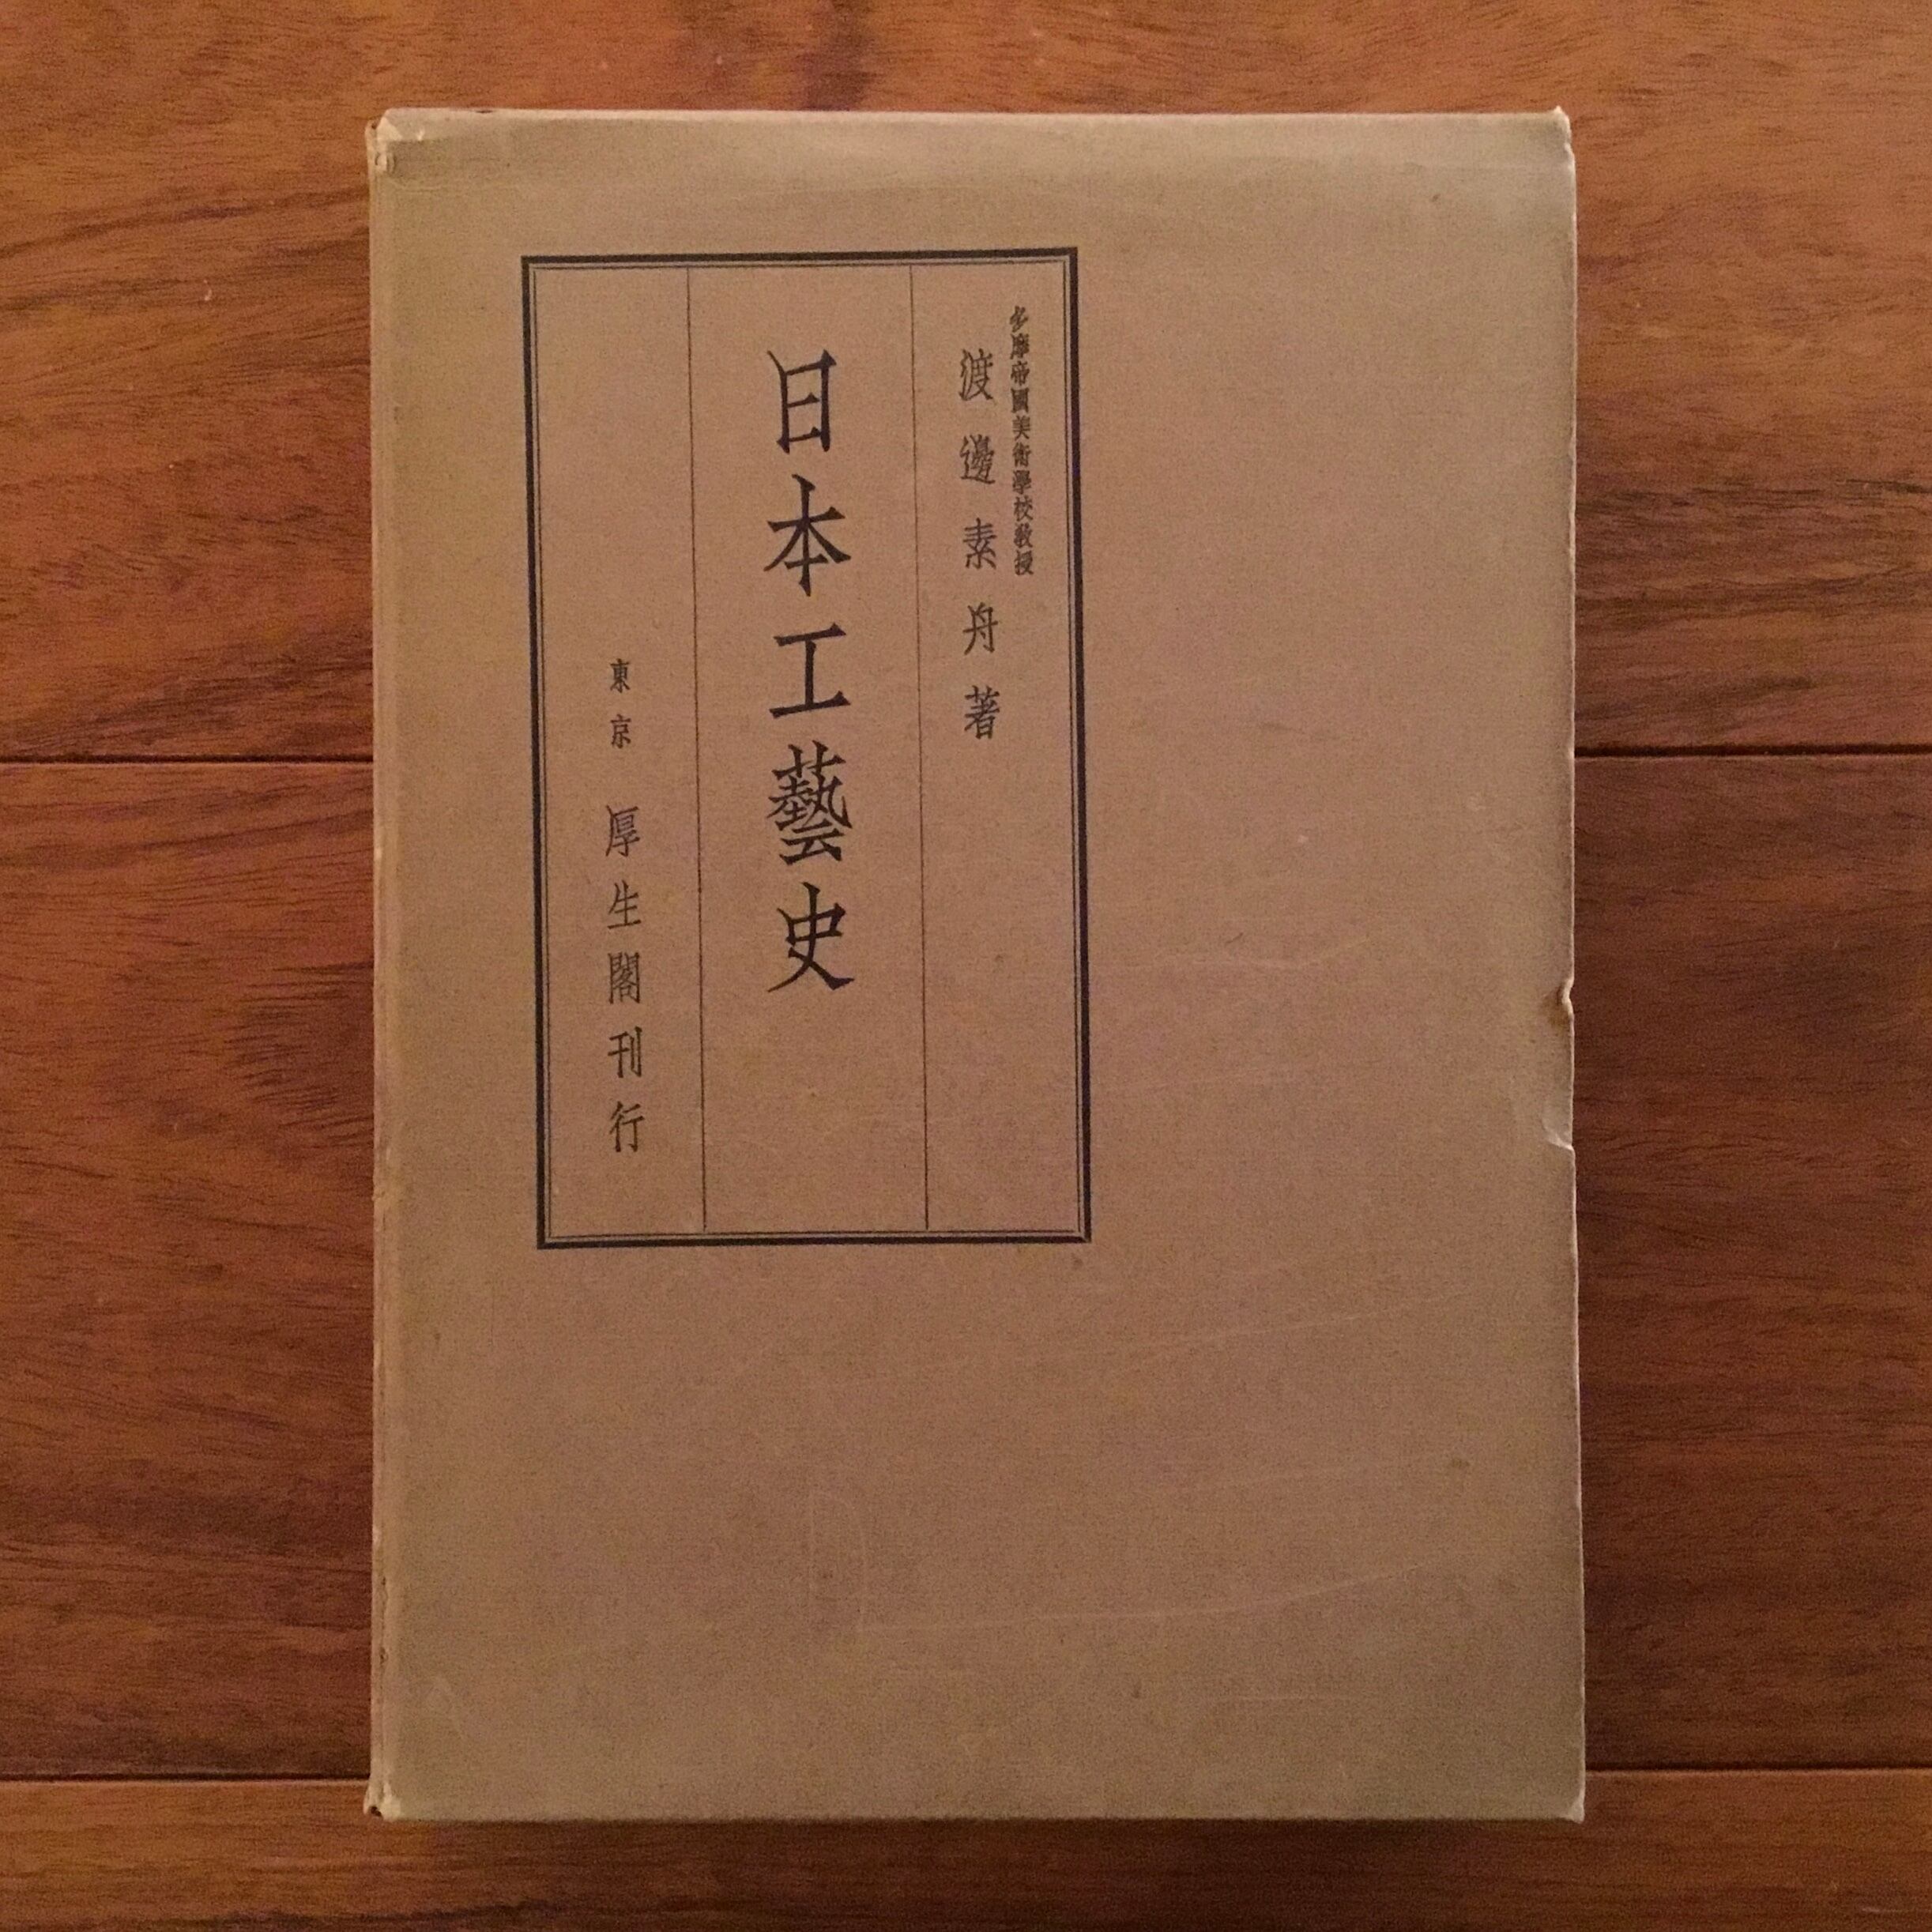 多摩帝國美術學校教授
渡邊素舟著
日本工藝史
東京 厚生閣刊行